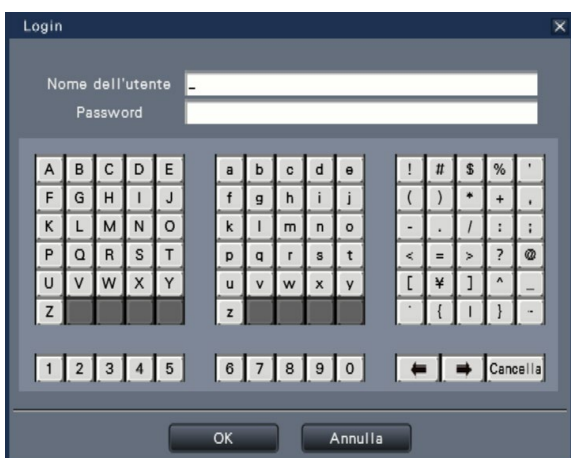 Login
Nome dell'utente
Password
A B C D E a b c d e ! # $ % '
F G H I J f g h i j ( ) * + ,
K L M N O k l m n o - . / : ;
P Q R S T p q r s t < = > ? @
U V W X Y u v w x y [ ¥ ] ^ _
Z z ` { | } ~
1 2 3 4 5 6 7 8 9 0 ← → Cancella
OK Annulla